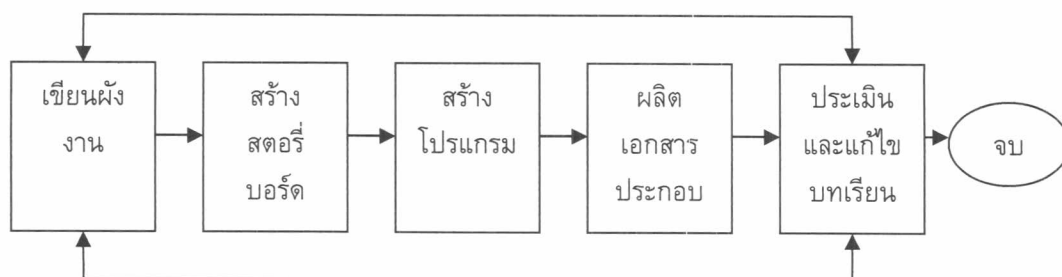 เขียนผัง
งาน
สร้าง
สตอรี่
บอร์ด
สร้าง
โปรแกรม
ผลิต
เอกสาร
ประกอบ
ประเมิน
และแก้ไข
บทเรียน
จบ